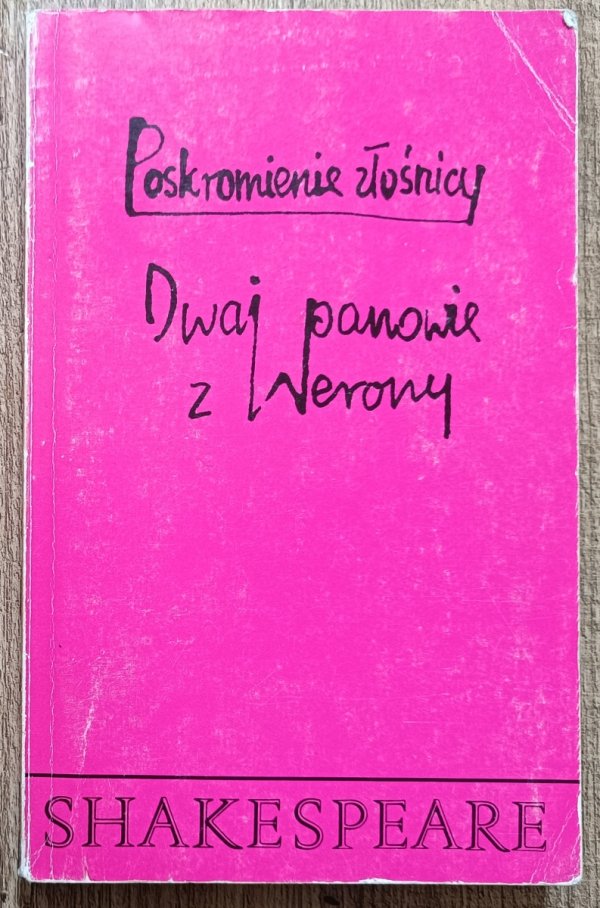 Poskromienie złośnicy
Dwaj panowie
z Werony
SHAKESPEARE